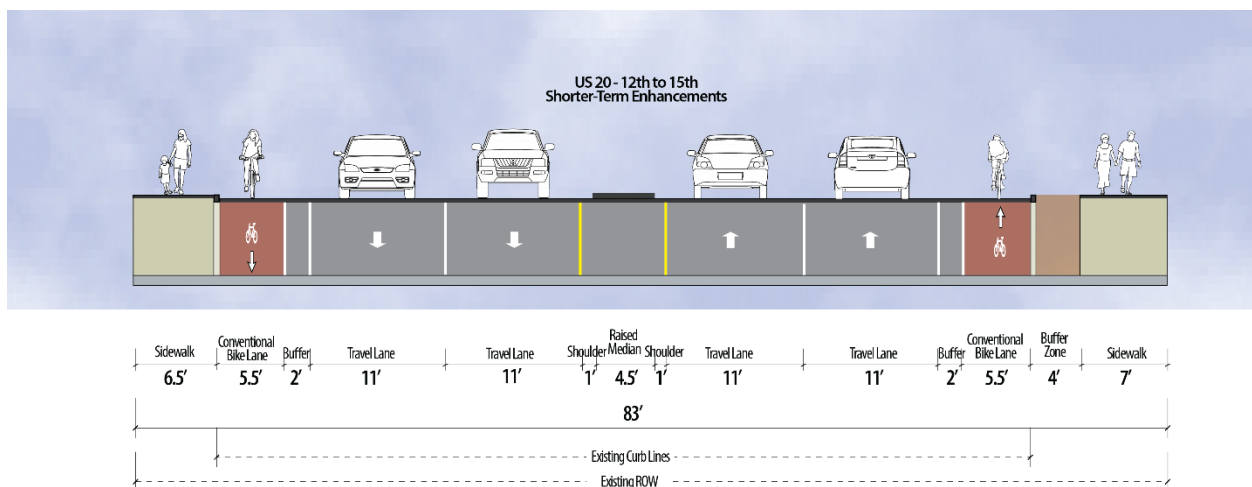 US 20 - 12th to 15th
Shorter-Term Enhancements
Sidewalk
Conventional
Bike Lane
Buffer
Travel Lane
Travel Lane
Shoulder
Raised
Median
Shoulder
Travel Lane
Travel Lane
Buffer
Conventional
Bike Lane
Buffer
Zone
Sidewalk
6.5’ 5.5’ 2’ 11’ 11’ 1’ 4.5’ 1’ 11’ 11’ 2’ 5.5’ 4’ 7’
83’
Existing Curb Lines
Existing ROW